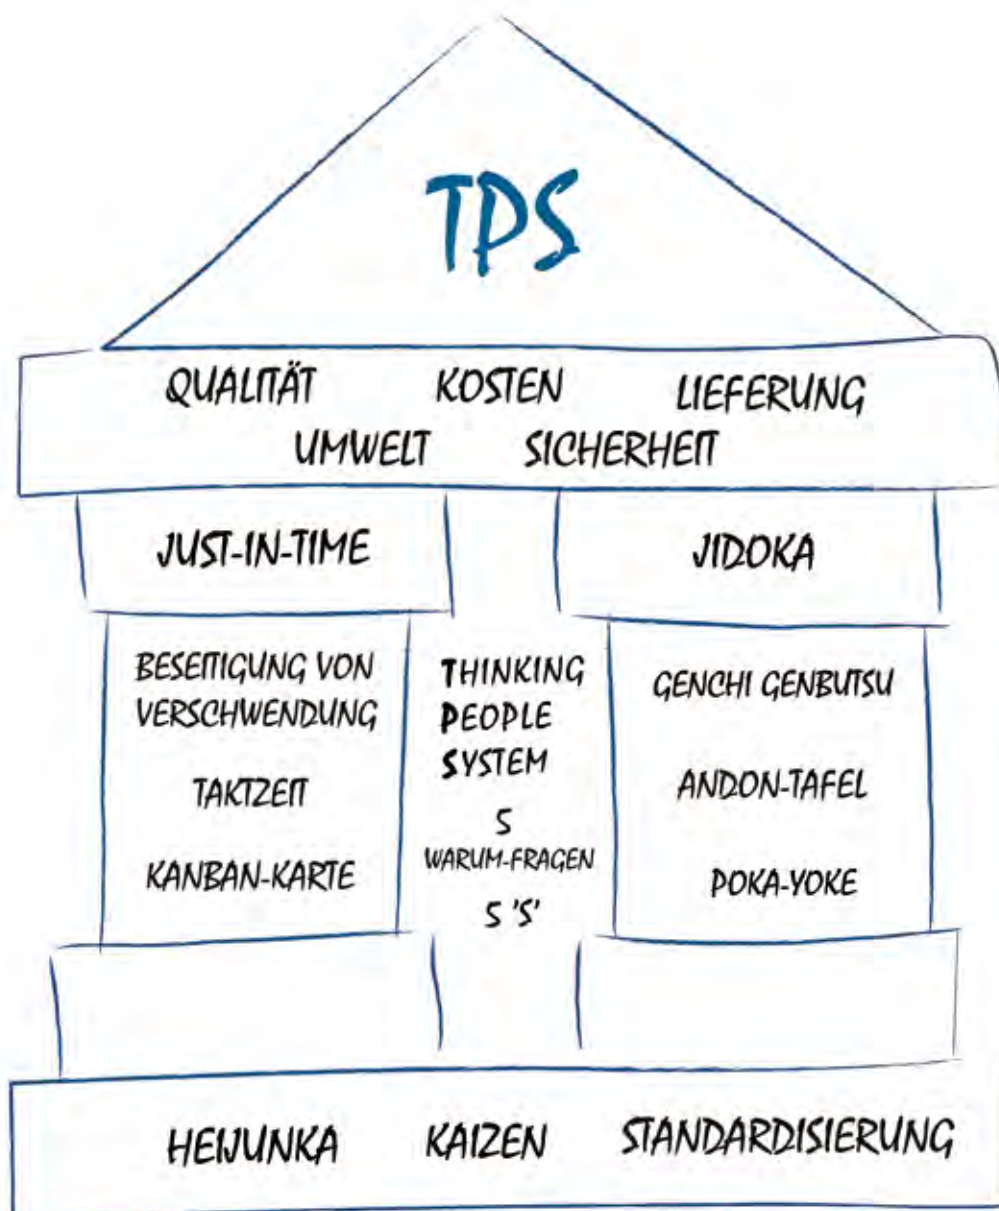 TPS
QUALITÄT KOSTEN LIEFERUNG
UMWELT SICHERHEIT
JUST-IN-TIME
JIDOKA
BESEITIGUNG VON
VERSCHWENDUNG
TAKTZEIT
KANBAN-KARTE
THINKING
PEOPLE
SYSTEM
5
WARUM-FRAGEN
5 'S'
GENCHI GENBUTSU
ANDON-TAFEL
POKA-YOKE
HEIJUNKA KAIZEN STANDARDISIERUNG